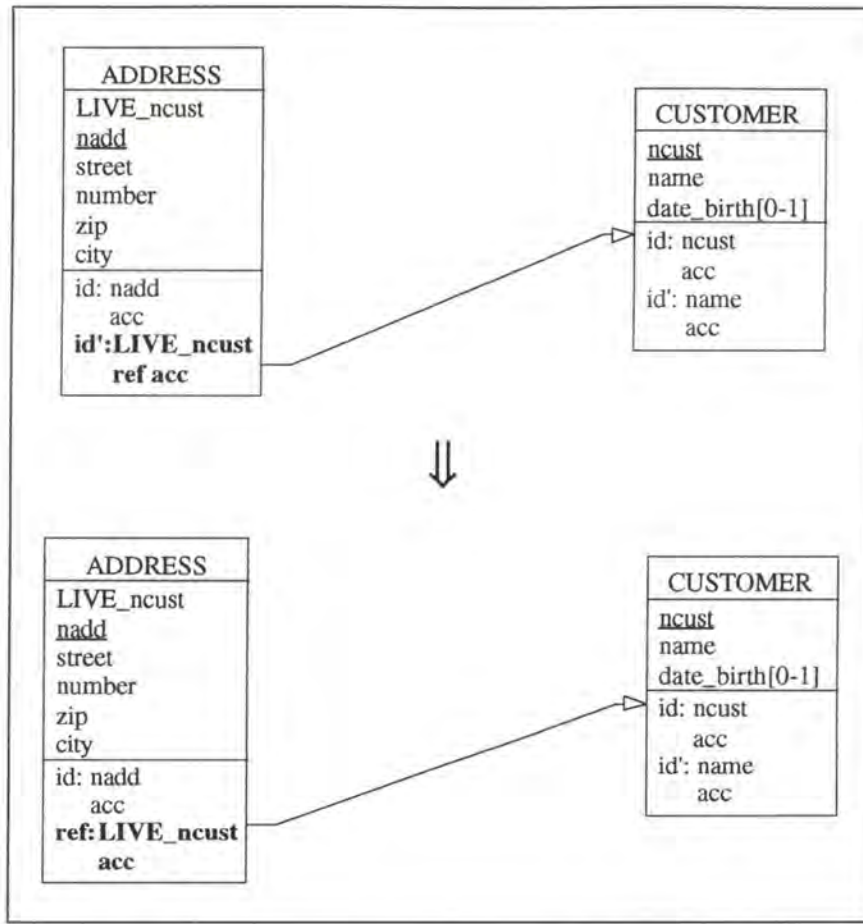 ADDRESS
LIVE_ncust
nadd
street
number
zip
city
id: nadd
acc
id':LIVE_ncust
ref acc
CUSTOMER
ncust
name
date_birth[0-1]
id: ncust
acc
id': name
acc
⇓
ADDRESS
LIVE_ncust
nadd
street
number
zip
city
id: nadd
acc
ref:LIVE_ncust
acc
CUSTOMER
ncust
name
date_birth[0-1]
id: ncust
acc
id': name
acc